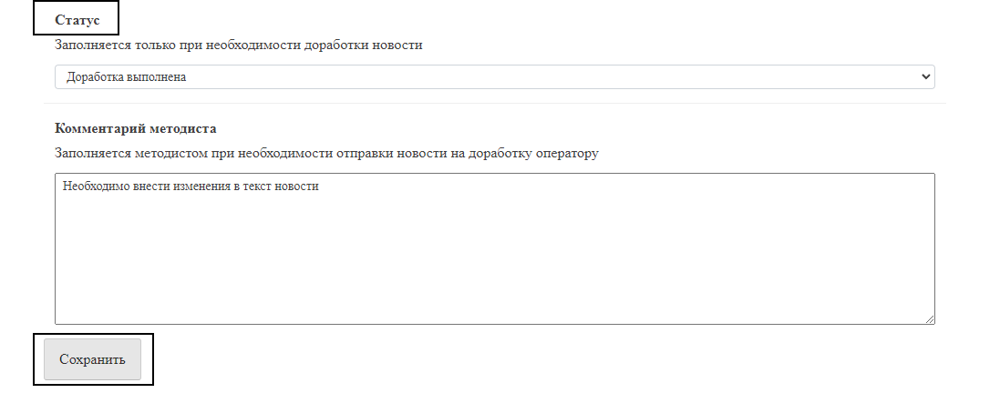 Статус
Заполняется только при необходимости доработки новости
Доработка выполнена
Комментарий методиста
Заполняется методистом при необходимости отправки новости на доработку оператору
Необходимо внести изменения в текст новости
Сохранить